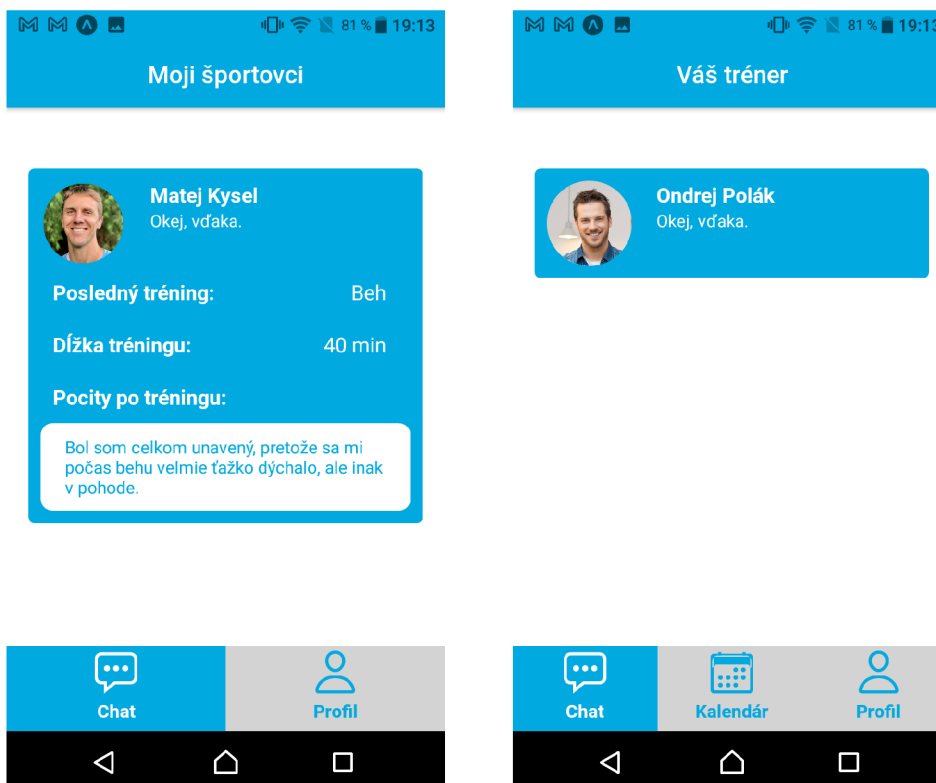 81 % 19:13
Moji športovci
Matej Kysel
Okej, vďaka.
Posledný tréning: Beh
Dĺžka tréningu: 40 min
Pocity po tréningu:
Bol som celkom unavený, pretože sa mi
počas behu velmie ťažko dýchalo, ale inak
v pohode.
Chat Profil
81 % 19:13
Váš tréner
Ondrej Polák
Okej, vďaka.
Chat Kalendár Profil